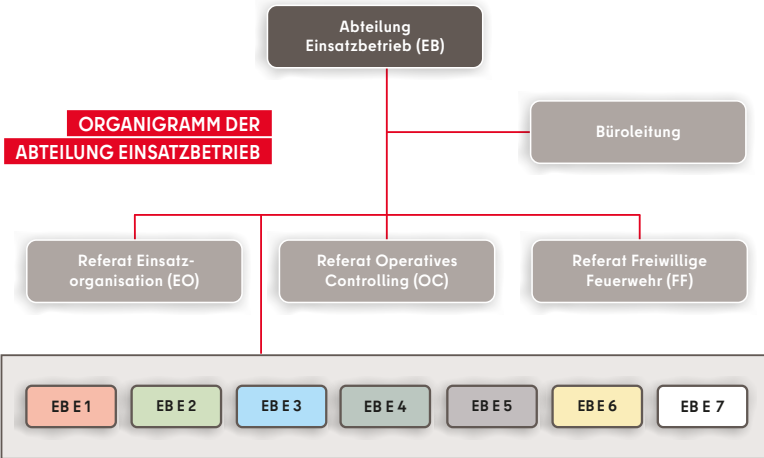 Abteilung
Einsatzbetrieb (EB)
ORGANIGRAMM DER
ABTEILUNG EINSATZBETRIEB
Büroleitung
Referat Einsatz-
organisation (EO)
Referat Operatives
Controlling (OC)
Referat Freiwillige
Feuerwehr (FF)
EB E 1
EB E 2
EB E 3
EB E 4
EB E 5
EB E 6
EB E 7